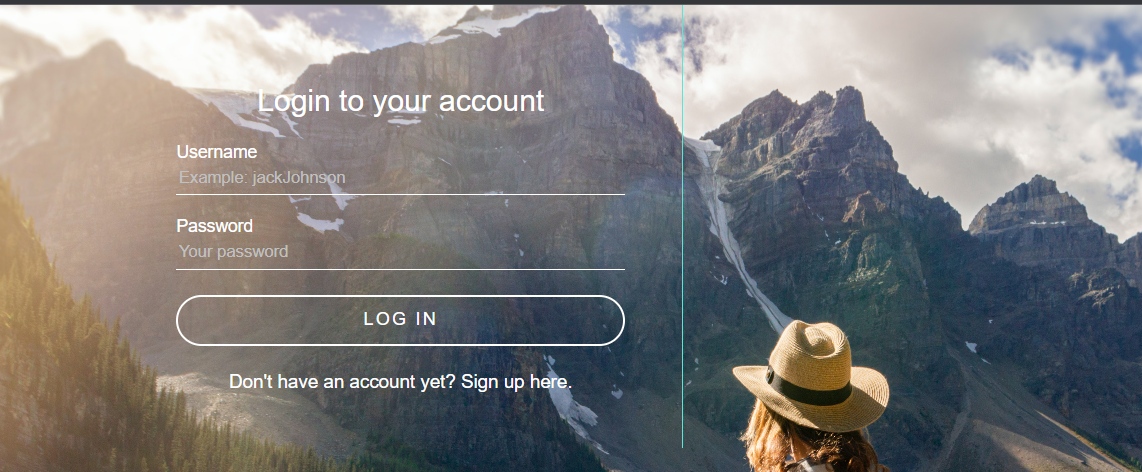 Login to your account
Username
Example: jackJohnson
Password
Your password
LOG IN
Don't have an account yet? Sign up here.